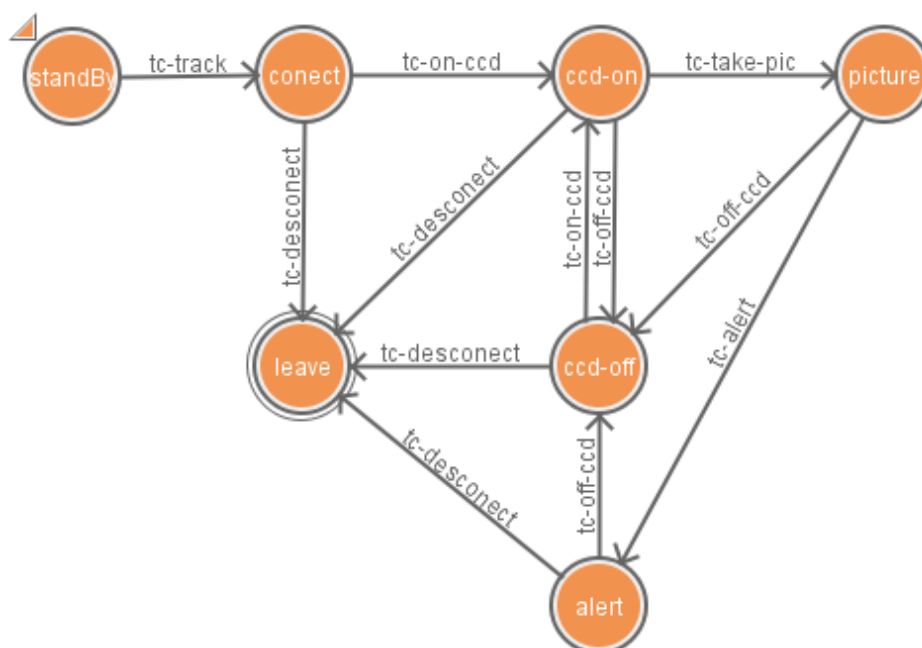 tc-track
tc-on-ccd
tc-take-pic
standBy
conect
ccd-on
picture
tc-desconect
tc-desconect
tc-on-ccd
tc-off-ccd
tc-off-ccd
tc-alert
leave
tc-desconect
ccd-off
tc-desconect
tc-off-ccd
alert